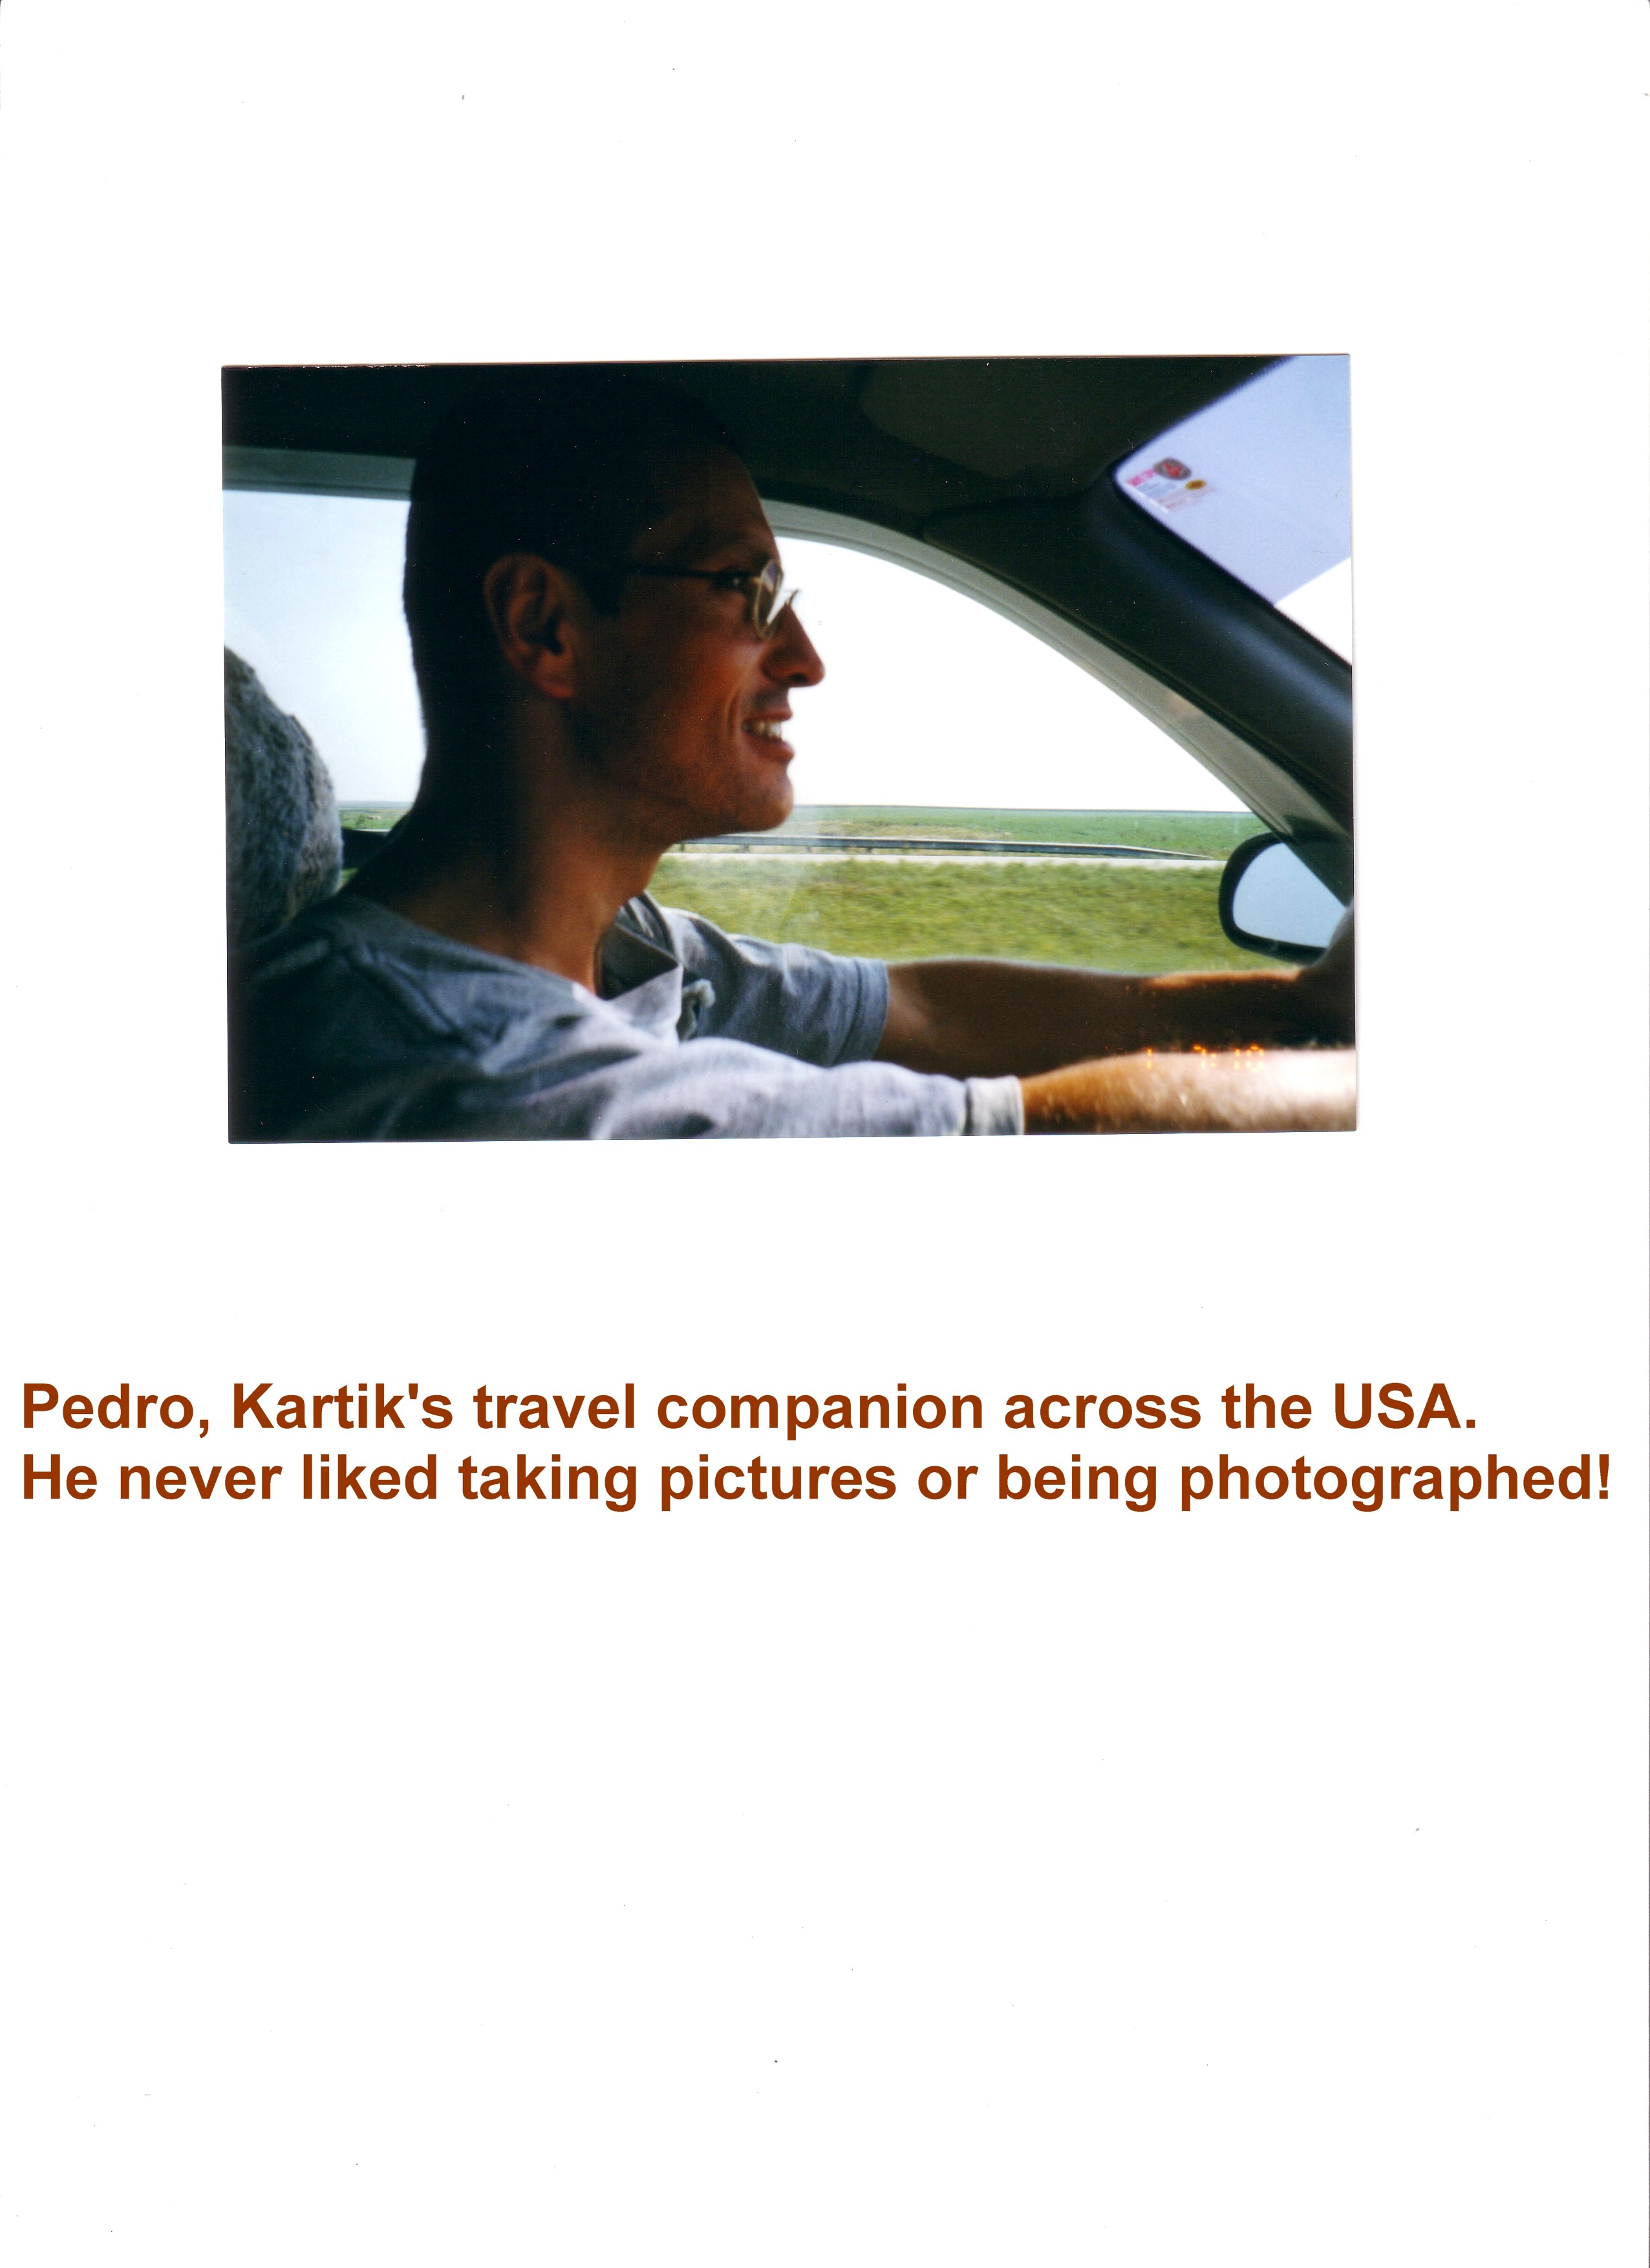 Pedro, Kartik's travel companion across the USA.
He never liked taking pictures or being photographed!